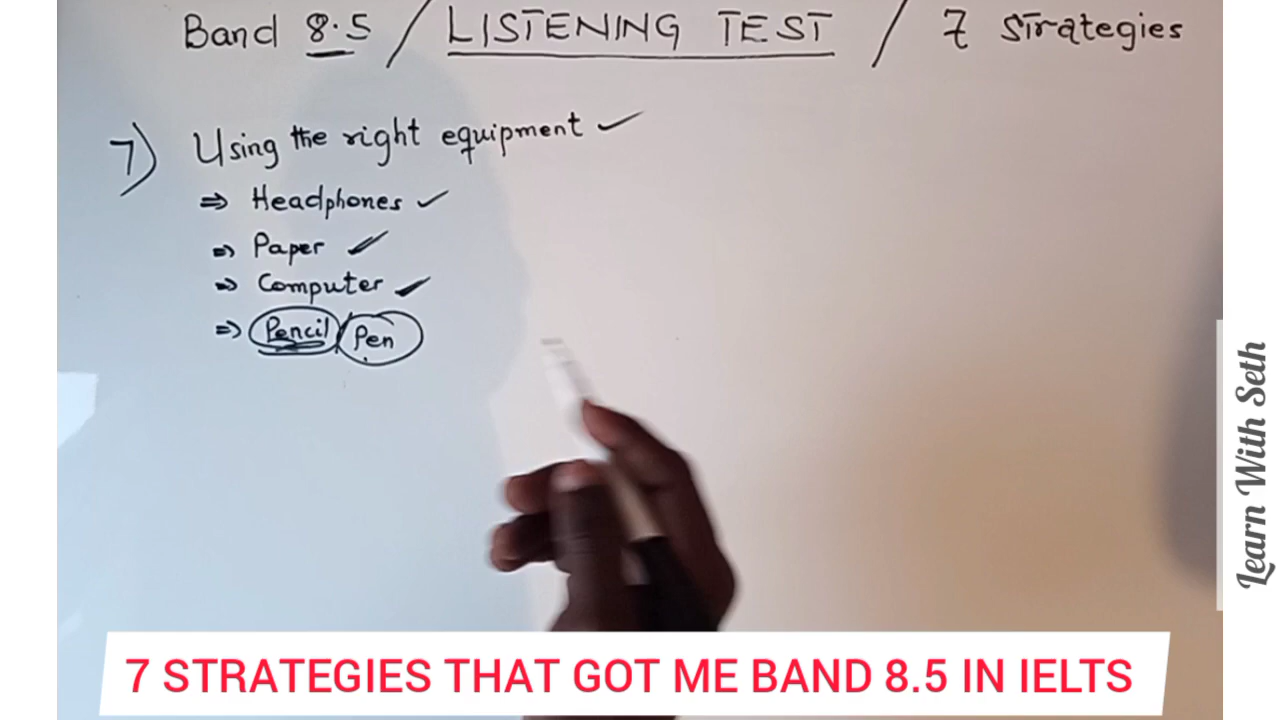 Band 8.5 / LISTENING TEST / 7 Strategies
7) Using the right equipment ✓
⇒ Headphones ✓
⇒ Paper ✓
⇒ Computer ✓
⇒ Pencil / Pen
Learn With Seth
7 STRATEGIES THAT GOT ME BAND 8.5 IN IELTS